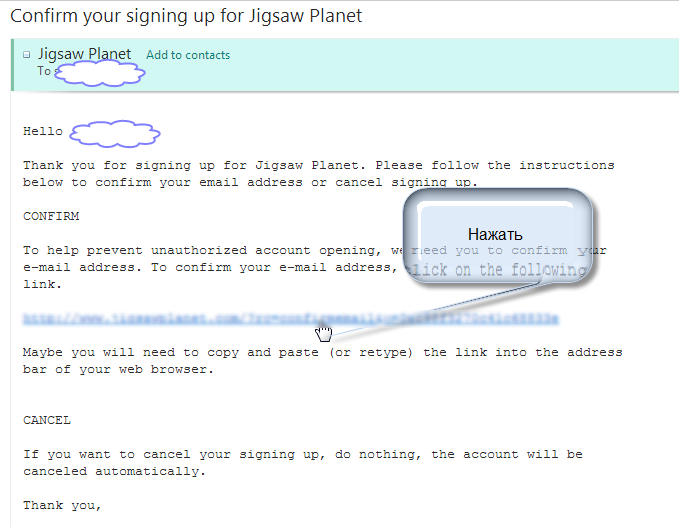 Confirm your signing up for Jigsaw Planet
Jigsaw Planet Add to contacts
To
Hello
Thank you for signing up for Jigsaw Planet. Please follow the instructions
below to confirm your email address or cancel signing up.
CONFIRM
Нажать
To help prevent unauthorized account opening, we need you to confirm your
e-mail address. To confirm your e-mail address, click on the following
link.
Maybe you will need to copy and paste (or retype) the link into the address
bar of your web browser.
CANCEL
If you want to cancel your signing up, do nothing, the account will be
canceled automatically.
Thank you,